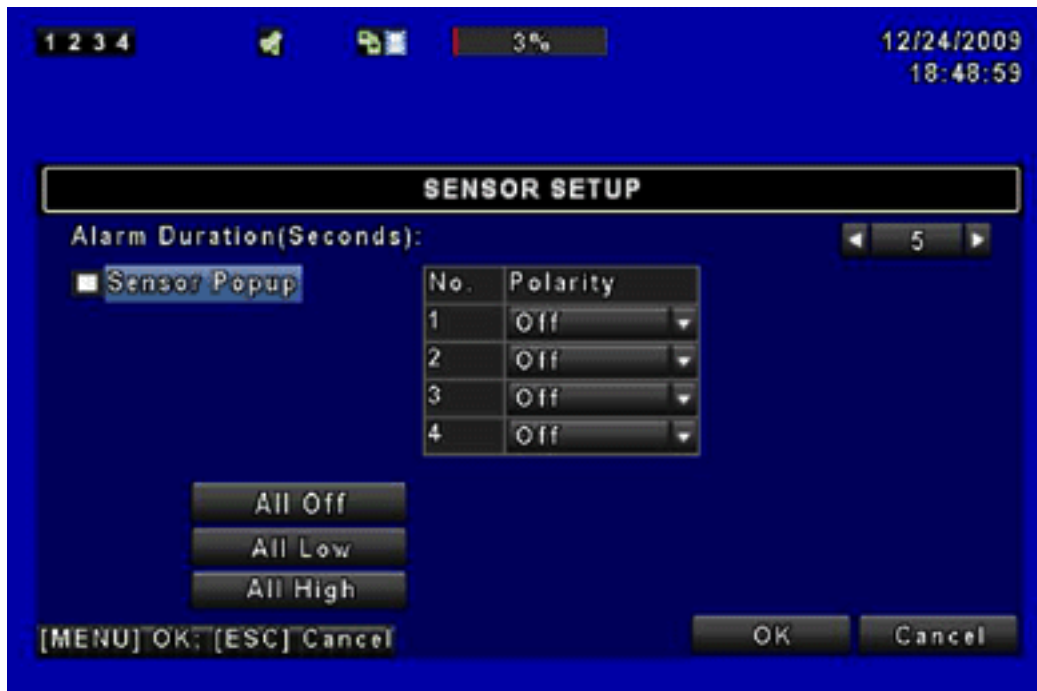 1 2 3 4 3% 12/24/2009
18:48:59
SENSOR SETUP
Alarm Duration(Seconds): 5
Sensor Popup
No. Polarity
1 Off
2 Off
3 Off
4 Off
All Off
All Low
All High
[MENU] OK; [ESC] Cancel
OK Cancel